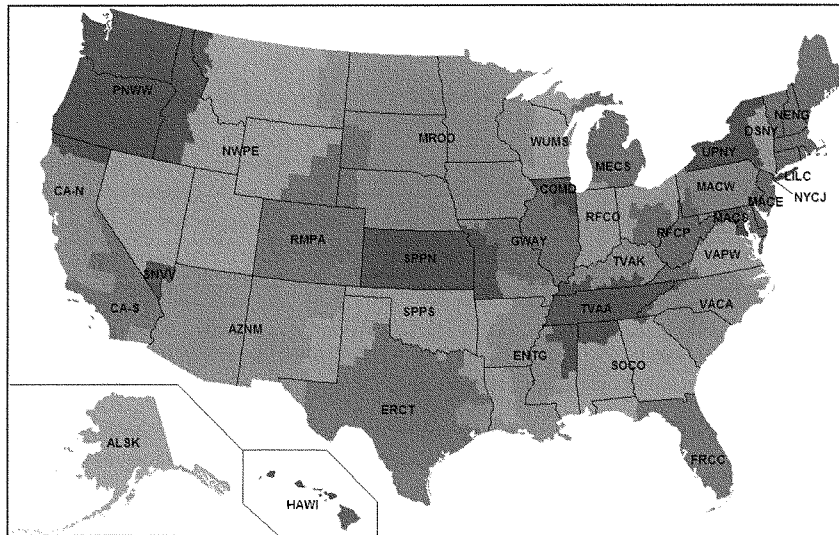 PNWW
NENG
DSNY
WUMS
MROO
NWPE
UPNY
MECS
CA-N
LILC
COMD
MACW
NYCJ
MACE
RFCO
MACS
RFCP
RMPA
GWAY
SPPN
TVAK
VAPW
SNVV
CA-S
SPPS
TVAA
VACA
AZNM
ENTG
SOCO
ERCT
ALSK
FRCC
HAWI